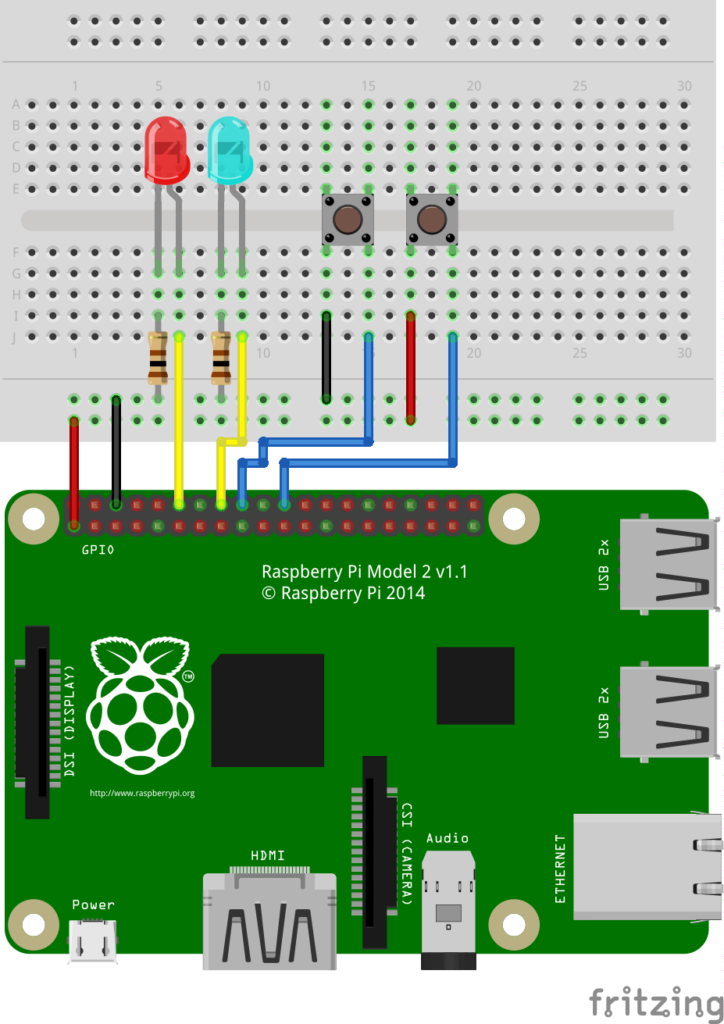 1 5 10 15 20 25 30
A
B
C
D
E
F
G
H
I
J
1 10 15 20 25 30
GPIO
Raspberry Pi Model 2 v1.1
© Raspberry Pi 2014
USB 2x
DSI (DISPLAY)
TM
USB 2x
http://www.raspberrypi.org
CSI (CAMERA)
Audio
ETHERNET
HDMI
Power
fritzing